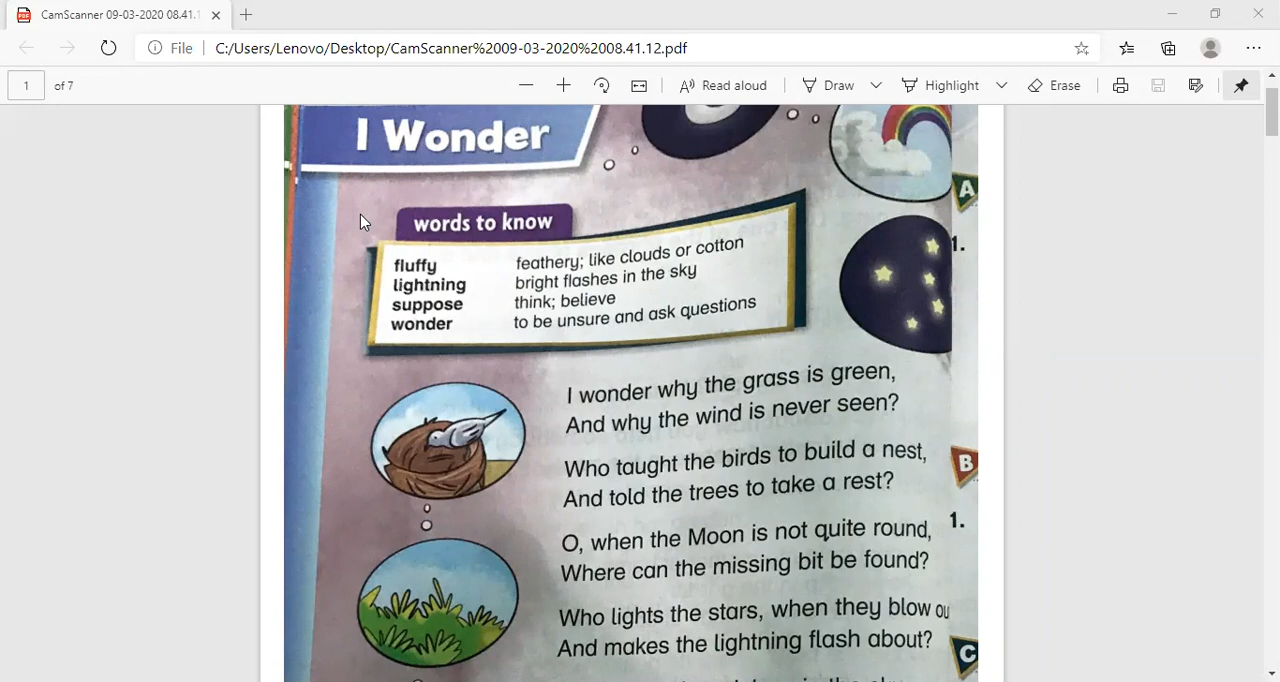 CamScanner 09-03-2020 08.41.1
File
C:/Users/Lenovo/Desktop/CamScanner%2009-03-2020%2008.41.12.pdf
1 of 7
Read aloud
Draw
Highlight
Erase
I Wonder
A
words to know
1.
fluffy feathery; like clouds or cotton
lightning bright flashes in the sky
suppose think; believe
wonder to be unsure and ask questions
I wonder why the grass is green,
And why the wind is never seen?
Who taught the birds to build a nest,
B
And told the trees to take a rest?
1.
O, when the Moon is not quite round,
Where can the missing bit be found?
Who lights the stars, when they blow ou
And makes the lightning flash about?
C